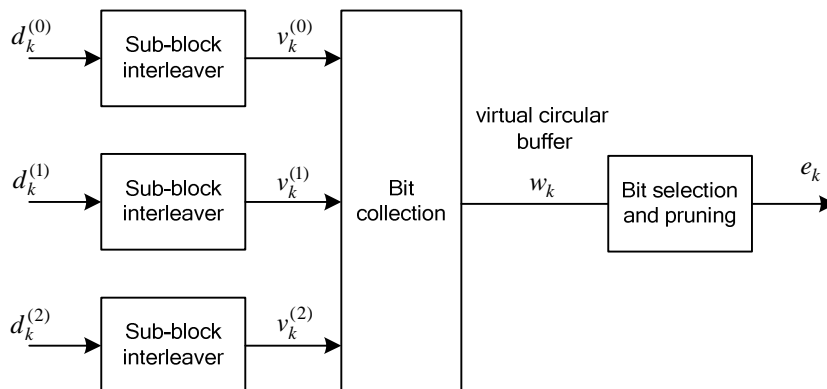 d_k^{(0)}
Sub-block
interleaver
v_k^{(0)}
d_k^{(1)}
Sub-block
interleaver
v_k^{(1)}
d_k^{(2)}
Sub-block
interleaver
v_k^{(2)}
Bit
collection
virtual circular
buffer
w_k
Bit selection
and pruning
e_k